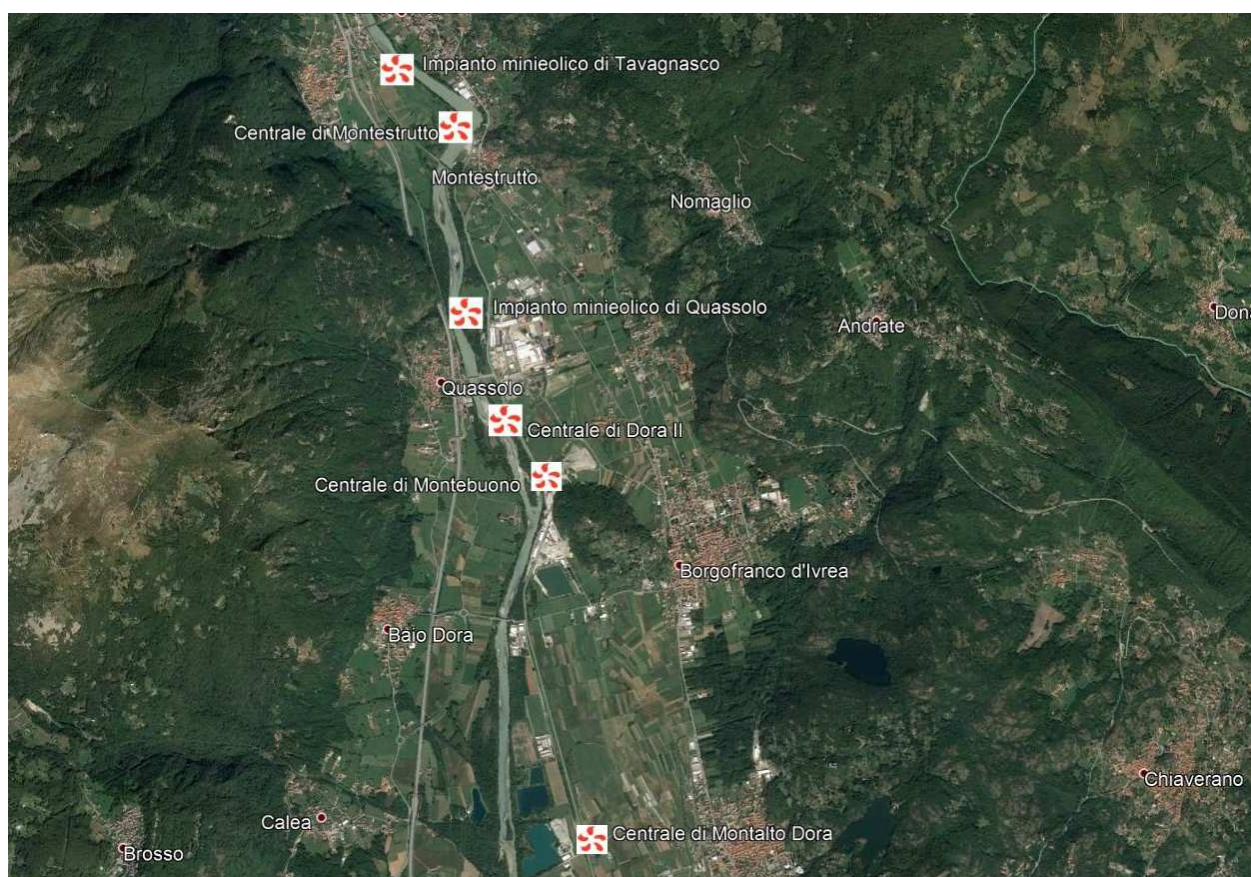 Impianto minieolico di Tavagnasco
Centrale di Montestrutto
Montestrutto
Nomaglio
Impianto minieolico di Quassolo
Dona
Andrate
Quassolo
Centrale di Dora II
Centrale di Montebuono
Borgofranco d'Ivrea
Baio Dora
Chiaverano
Calea
Centrale di Montalto Dora
Brosso